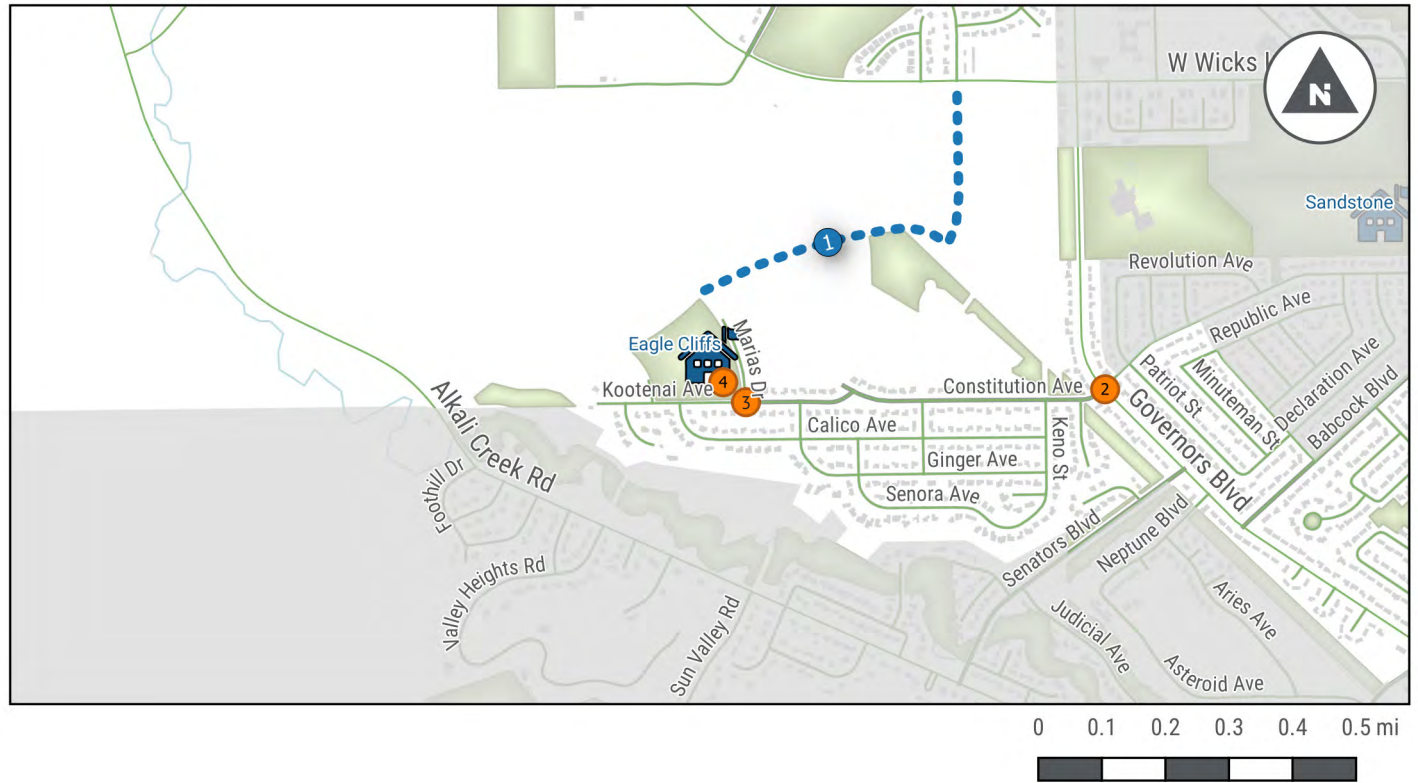 W Wicks
N
Sandstone
1
Revolution Ave
Republic Ave
Marias Dr
Eagle Cliffs
Kootenai Ave
4
3
Constitution Ave
2
Patriot St
Minuteman St
Declaration Ave
Babcock Blvd
Governors Blvd
Alkali Creek Rd
Calico Ave
Keno St
Ginger Ave
Senora Ave
Foothill Dr
Senators Blvd
Neptune Blvd
Valley Heights Rd
Aries Ave
Sun Valley Rd
Judicial Ave
Asteroid Ave
0 0.1 0.2 0.3 0.4 0.5 mi